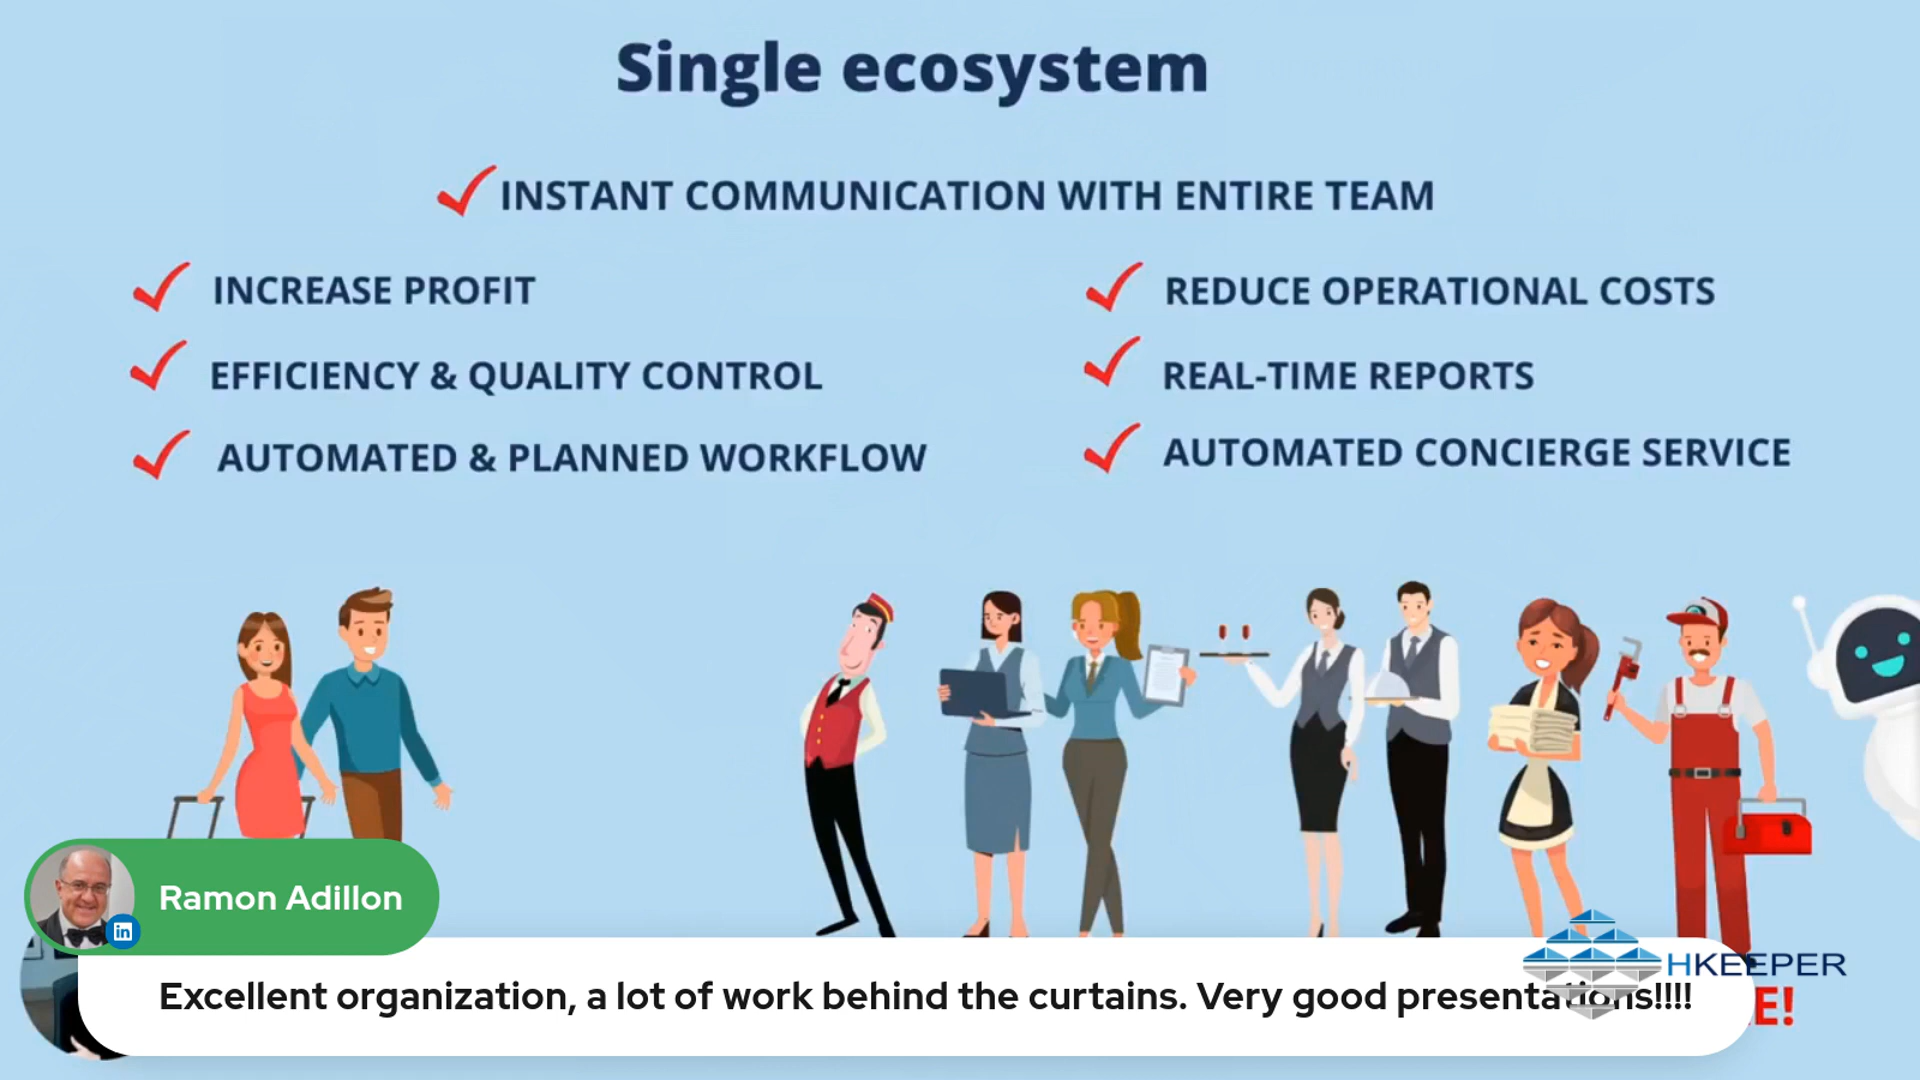 Single ecosystem
INSTANT COMMUNICATION WITH ENTIRE TEAM
INCREASE PROFIT
EFFICIENCY & QUALITY CONTROL
AUTOMATED & PLANNED WORKFLOW
REDUCE OPERATIONAL COSTS
REAL-TIME REPORTS
AUTOMATED CONCIERGE SERVICE
Ramon Adillon
in
Excellent organization, a lot of work behind the curtains. Very good presentations!!!!
HKEEPER
E!